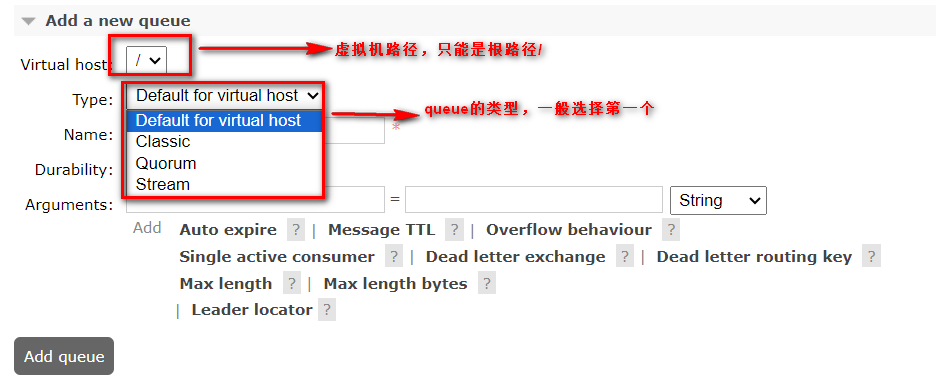 Add a new queue
Virtual host: / 虚拟机路径，只能是根路径/
Type: Default for virtual host
Default for virtual host queue的类型，一般选择第一个
Name: *
Classic
Quorum
Durability:
Stream
Arguments: = String
Add Auto expire ? | Message TTL ? | Overflow behaviour ?
Single active consumer ? | Dead letter exchange ? | Dead letter routing key ?
Max length ? | Max length bytes ?
| Leader locator ?
Add queue